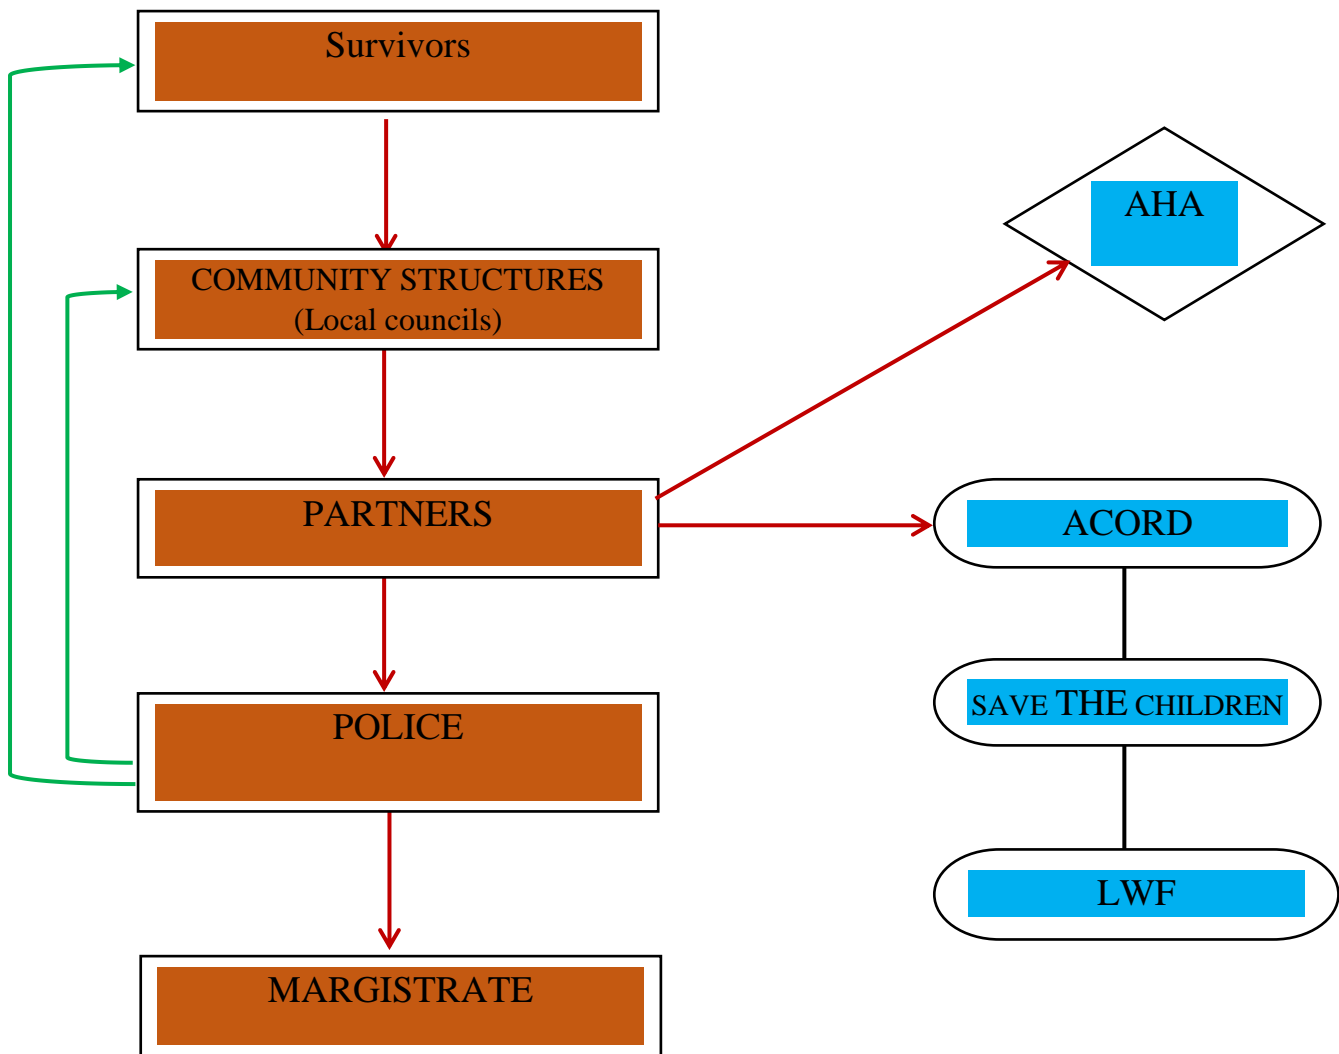 Survivors
AHA
COMMUNITY STRUCTURES
(Local councils)
PARTNERS
ACORD
SAVE THE CHILDREN
POLICE
LWF
MARGISTRATE